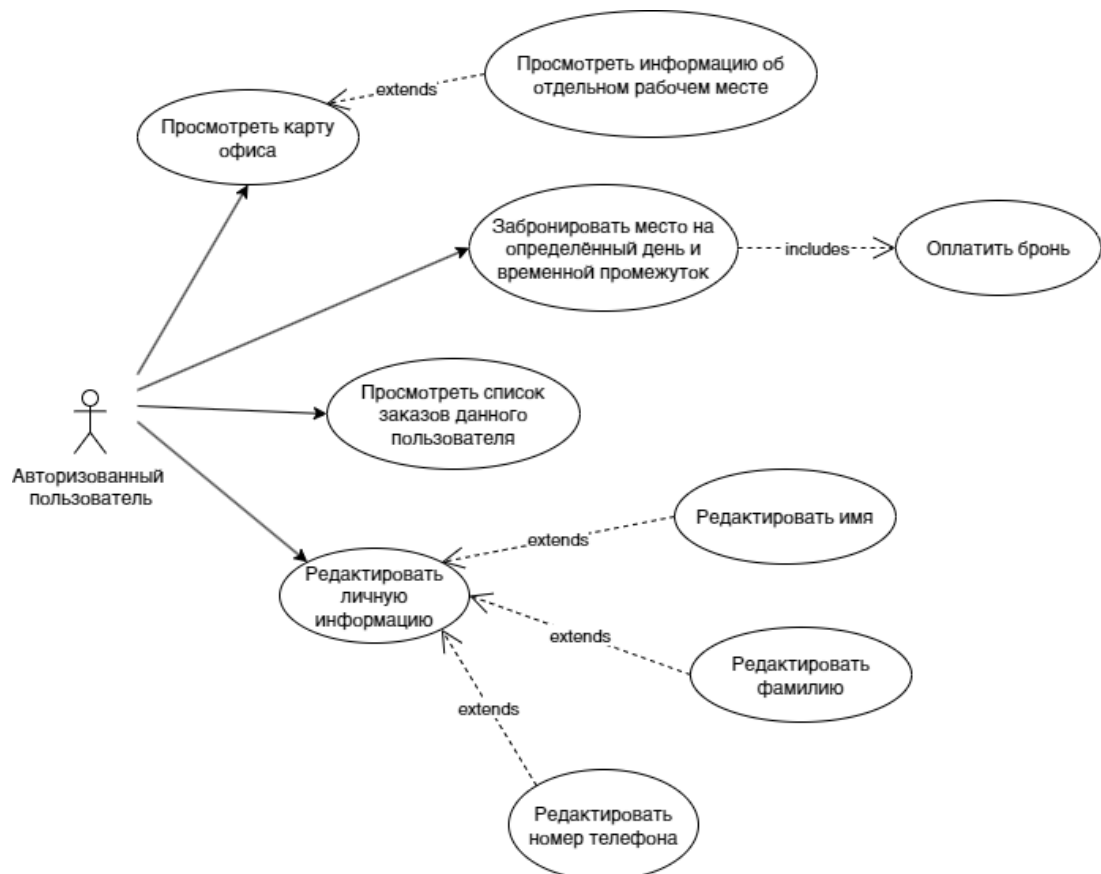 Просмотреть информацию об
отдельном рабочем месте
extends
Просмотреть карту
офиса
Забронировать место на
определённый день и
временной промежуток
includes
Оплатить бронь
Просмотреть список
заказов данного
пользователя
Авторизованный
пользователь
Редактировать имя
extends
Редактировать
личную
информацию
extends
Редактировать
фамилию
extends
Редактировать
номер телефона